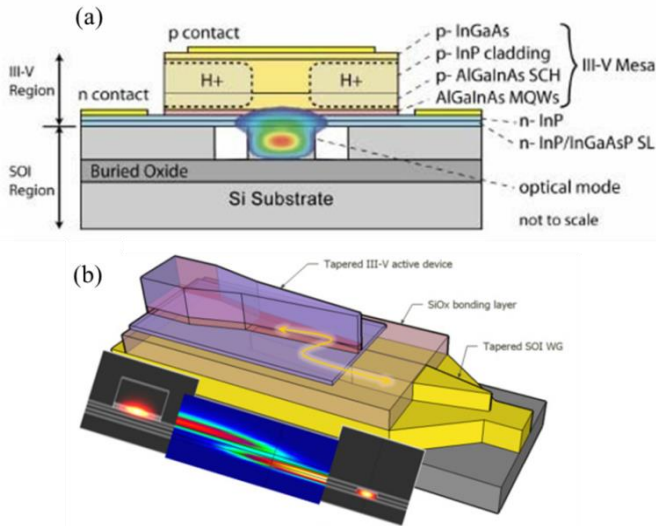 (a)
p contact
p- InGaAs
p- InP cladding
p- AlGaInAs SCH
AlGaInAs MQWs
III-V Mesa
III-V
Region
H+
H+
n contact
n- InP
n- InP/InGaAsP SL
SOI
Region
Buried Oxide
optical mode
Si Substrate
not to scale
(b)
Tapered III-V active device
SiOx bonding layer
Tapered SOI WG